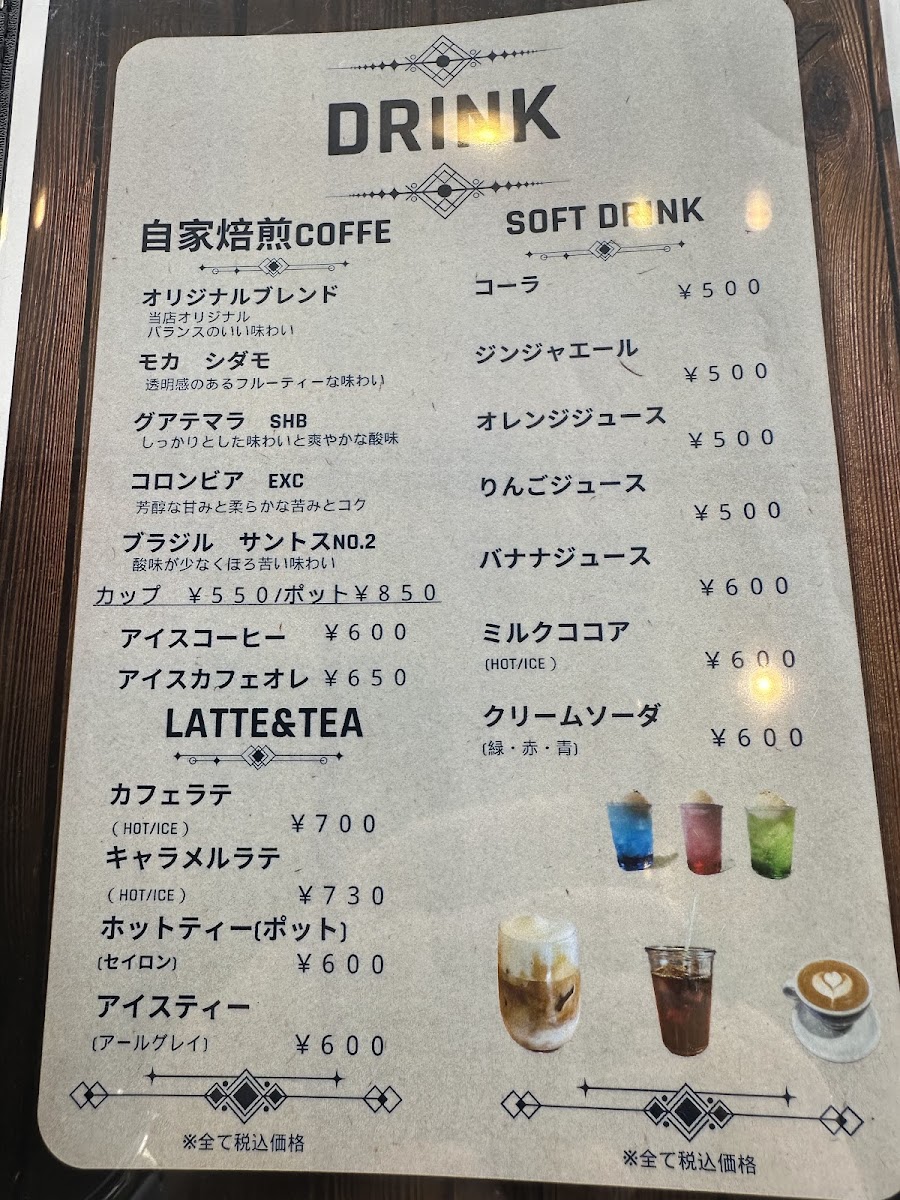 DRINK
自家焙煎COFFE
オリジナルブレンド
当店オリジナル
バランスのいい味わい
モカ　シダモ
透明感のあるフルーティーな味わい
グアテマラ　SHB
しっかりとした味わいと爽やかな酸味
コロンビア　EXC
芳醇な甘みと柔らかな苦みとコク
ブラジル　サントスNO.2
酸味が少なくほろ苦い味わい
カップ　￥５５０/ポット￥８５０
アイスコーヒー　￥６００
アイスカフェオレ　￥６５０
LATTE&TEA
カフェラテ
（HOT/ICE）　￥７００
キャラメルラテ
（HOT/ICE）　￥７３０
ホットティー(ポット)
(セイロン)　￥６００
アイスティー
(アールグレイ)　￥６００
※全て税込価格
SOFT DRINK
コーラ　￥５００
ジンジャエール　￥５００
オレンジジュース　￥５００
りんごジュース　￥５００
バナナジュース　￥６００
ミルクココア
(HOT/ICE）　￥６００
クリームソーダ
(緑・赤・青)　￥６００
※全て税込価格